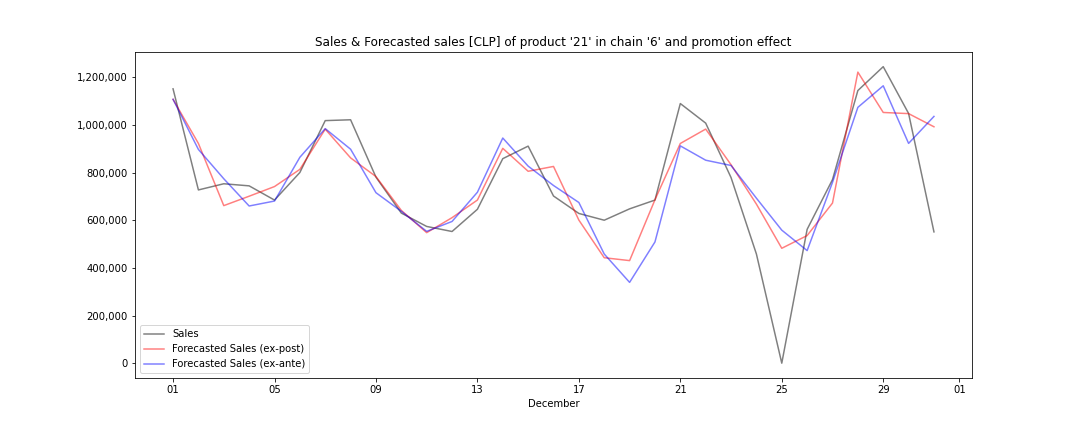 Sales & Forecasted sales [CLP] of product '21' in chain '6' and promotion effect
1,200,000
1,000,000
800,000
600,000
400,000
200,000
0
Sales
Forecasted Sales (ex-post)
Forecasted Sales (ex-ante)
01 05 09 13 17 21 25 29 01
December